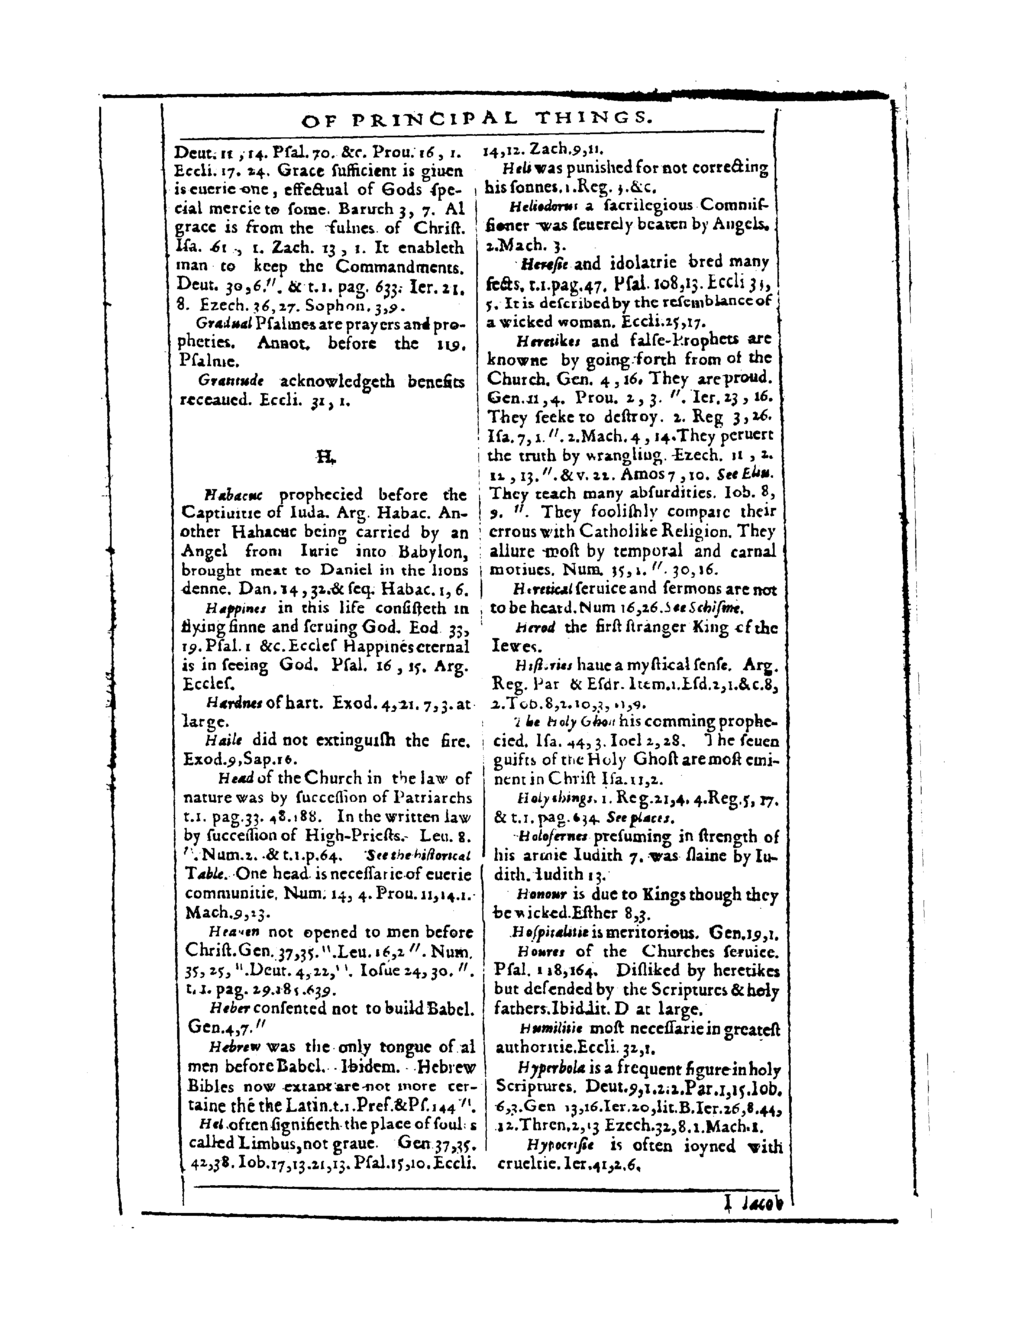 OF PRINCIPAL THINGS.
Deut. 11, 14. Pſal. 70. &c. Prou. 16, 1.
Eccli. 17. 24. Grace ſufficient is giuen
is euerie one, effectual of Gods ſpe-
cial mercie to ſome. Baruch 3, 7. Al
grace is from the fulnes of Chriſt.
Iſa. 61, 1. Zach. 13, 1. It enableth
man to keep the Commandments.
Deut. 30,6.". & t.1. pag. 633. Ier. 21.
8. Ezech. 36,27. Sophon. 3,9.
Gradual Pſalmes are prayers and pro-
pheties. Annot. before the 119.
Pſalme.
Gratitude acknowledgeth benefits
receaued. Eccli. 31, 1.
H.
Habacuc prophecied before the
Captiuitie of Iuda. Arg. Habac. An-
other Habacuc being carried by an
Angel from Iurie into Babylon,
brought meat to Daniel in the lions
denne. Dan. 14, 32.& ſeq. Habac. 1, 6.
Happines in this life conſiſteth in
flying ſinne and ſeruing God. Eod 33,
19. Pſal. 1 &c. Eccleſ Happines eternal
is in ſeeing God. Pſal. 16, 15. Arg.
Eccleſ.
Hardnes of hart. Exod. 4,21. 7,3. at
large.
Haile did not extinguiſh the fire.
Exod.9,Sap.16.
Head of the Church in the law of
nature was by ſucceſſion of Patriarchs
t.1. pag.33. 48.188. In the written law
by ſucceſſion of High-Prieſts. Leu. 8.
".Num.2. & t.1.p.64. See the hiſtorical
Table. One head is neceſſarie of euerie
communitie. Num. 14, 4. Prou. 11,14.1.
Mach.9,23.
Heauen not opened to men before
Chriſt. Gen. 37,35.".Leu. 16,2 ". Num.
35, 25, ".Deut. 4,22,". Ioſue 24, 30. ".
t.1. pag. 29.185.639.
Heber conſented not to build Babel.
Gen.4,7."
Hebrew was the only tongue of al
men before Babel. Ibidem. Hebrew
Bibles now extant are not more cer-
taine thē the Latin.t.1.Pref.&Pſ.144 ".
Hel often ſignifieth the place of ſouls
called Limbus, not graue. Gen 37,35.
42,38. Iob.17,13.21,13. Pſal.15,10. Eccli.
14,12. Zach.9,11.
Heli was punished for not correcting
his ſonnes. 1.Reg. 3.&c.
Heliodorus a ſacrilegious Commiſ-
ſioner was ſeuerely beaten by Angels.
2.Mach. 3.
Hereſie and idolatrie bred many
ſects. t.1.pag.47. Pſal. 108,13. Eccli 34,
5. It is deſcribed by the reſemblance of
a wicked woman. Eccli.25,17.
Heretikes and falſe-Prophets are
knowne by going forth from of the
Church. Gen. 4, 16. They are proud.
Gen.11,4. Prou. 2, 3. ". Ier. 23, 16.
They ſeeke to deſtroy. 2. Reg 3, 26.
Iſa. 7, 1. ". 2.Mach. 4, 14. They peruert
the truth by wrangling. Ezech. 11, 2.
12, 13.".&v. 22. Amos 7, 10. See Eliu.
They teach many abſurdities. Iob. 8,
9. ". They fooliſhly compare their
errous with Catholike Religion. They
allure moſt by temporal and carnal
motiues. Num. 35, 1. ". 30,16.
Heretical ſeruice and ſermons are not
to be heard. Num 16,26. See Schiſme.
Herod the firſt ſtranger King of the
Iewes.
Hiſtories haue a myſtical ſenſe. Arg.
Reg. Par & Eſdr. Item.1.Eſd.2,1.&c.8,
2.Tob.8,2.10,3, 11,9.
The Holy Ghost his comming prophe-
cied. Iſa. 44, 3. Ioel 2, 28. The ſeuen
guifts of the Holy Ghoſt are moſt emi-
nent in Chriſt Iſa.11,2.
Holy things. 1. Reg.21,4. 4.Reg.5, 17.
& t.1. pag. 634. See places.
Holofernes preſuming in ſtrength of
his armie Iudith 7. was ſlaine by Iu-
dith. Iudith 13.
Honour is due to Kings though they
be wicked. Eſther 8,3.
Hoſpitalitie is meritorious. Gen.19,1.
Houres of the Churches ſeruice.
Pſal. 118,164. Diſliked by heretikes
but defended by the Scriptures & holy
fathers. Ibid.lit. D at large.
Humilitie moſt neceſſarie in greateſt
authoritie. Eccli. 32,1.
Hyperbola is a frequent figure in holy
Scriptures. Deut.9,1.2:2.Par.1,15.Iob.
6,3.Gen 13,16.Ier.20,lit.B.Ier.26,8.44,
12.Thren.2,13 Ezech.32,8.1.Mach.1.
Hypocriſie is often ioyned with
crueltie. Ier.41,2.6.
I Iacob